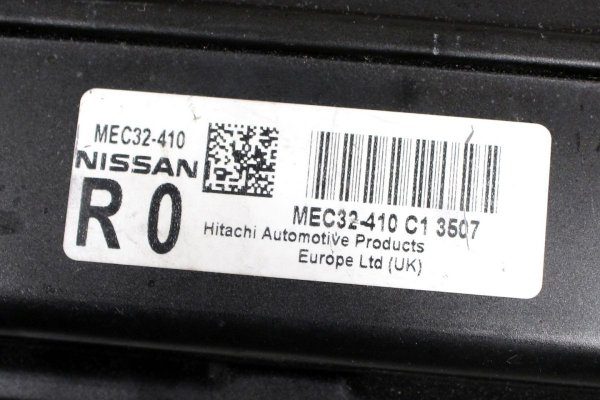 MEC32-410
NISSAN
R 0
MEC32-410 C1 3507
Hitachi Automotive Products
Europe Ltd (UK)